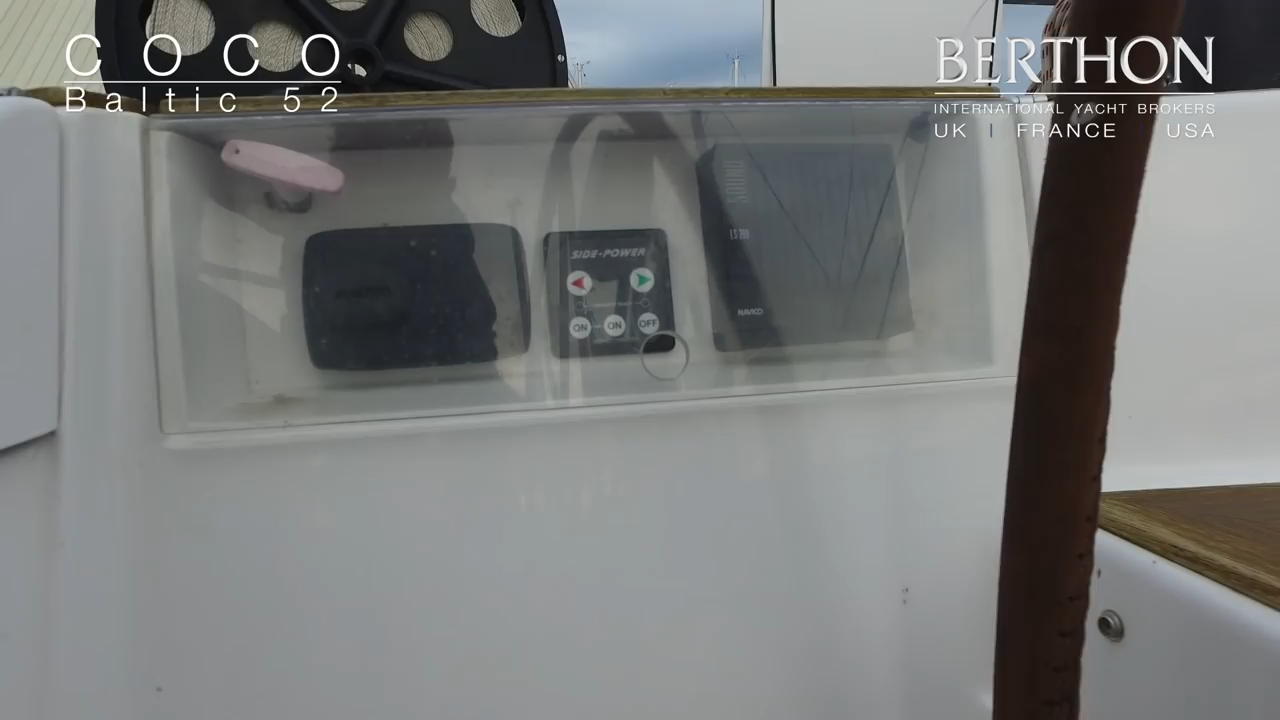 COCO
Baltic 52
BERTHON
INTERNATIONAL YACHT BROKERS
UK | FRANCE USA
SIDE-POWER
ON ON OFF
NAVICO